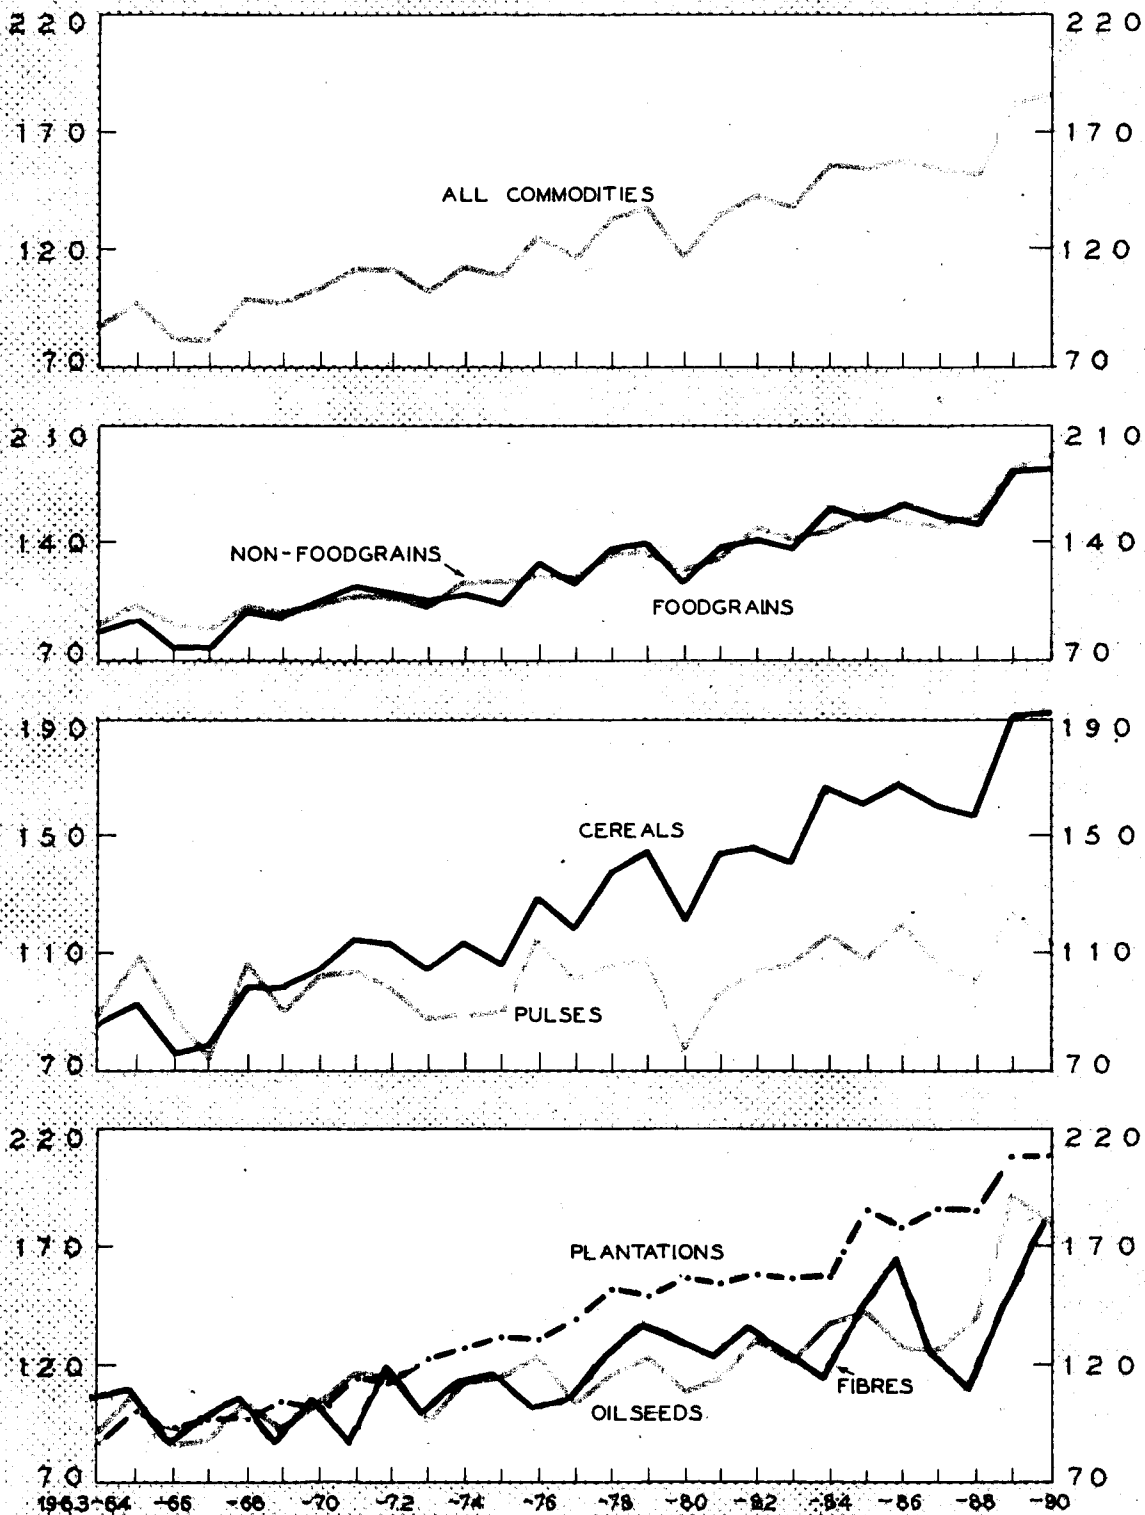 220 220
170 170
ALL COMMODITIES
120 120
70 70
210 210
140 140
NON-FOODGRAINS
FOODGRAINS
70 70
190 190
150 150
CEREALS
110 110
PULSES
70 70
220 220
170 170
PLANTATIONS
120 120
FIBRES
OILSEEDS
70 70
1963-64 -66 -68 -70 -72 -74 -76 -78 -80 -82 -84 -86 -88 -90